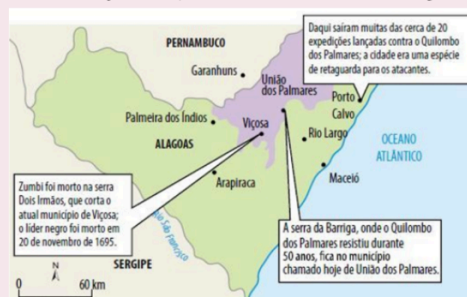 Daqui saíram muitas das cerca de 20
expedições lançadas contra o Quilombo
dos Palmares; a cidade era uma espécie
de retaguarda para os atacantes.
PERNAMBUCO
Garanhuns
União
dos Palmares
Porto
Calvo
Palmeira dos Índios
Viçosa
Rio Largo
OCEANO
ATLÂNTICO
ALAGOAS
Maceió
Arapiraca
Zumbi foi morto na serra
Dois Irmãos, que corta o
atual município de Viçosa;
o líder negro foi morto em
20 de novembro de 1695.
Rio São Francisco
A serra da Barriga, onde o Quilombo
dos Palmares resistiu durante
50 anos, fica no município
chamado hoje de União dos Palmares.
SERGIPE
N
0 60 km